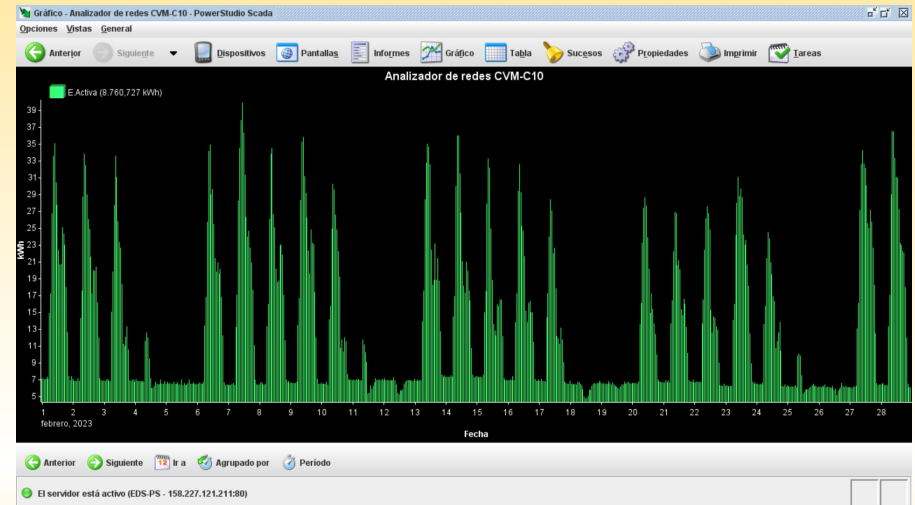 Gráfico - Analizador de redes CVM-C10 - PowerStudio Scada
Opciones Vistas General
Anterior Siguiente Dispositivos Pantallas Informes Gráfico Tabla Sucesos Propiedades Imprimir Tareas
Analizador de redes CVM-C10
E.Activa (8.760,727 kWh)
39
37
35
33
31
29
27
25
23
21
19
17
15
13
11
9
7
5
kWh
1 2 3 4 5 6 7 8 9 10 11 12 13 14 15 16 17 18 19 20 21 22 23 24 25 26 27 28
febrero, 2023
Fecha
Anterior Siguiente 12 Ir a Agrupado por Período
El servidor está activo (EDS-PS - 158.227.121.211:80)